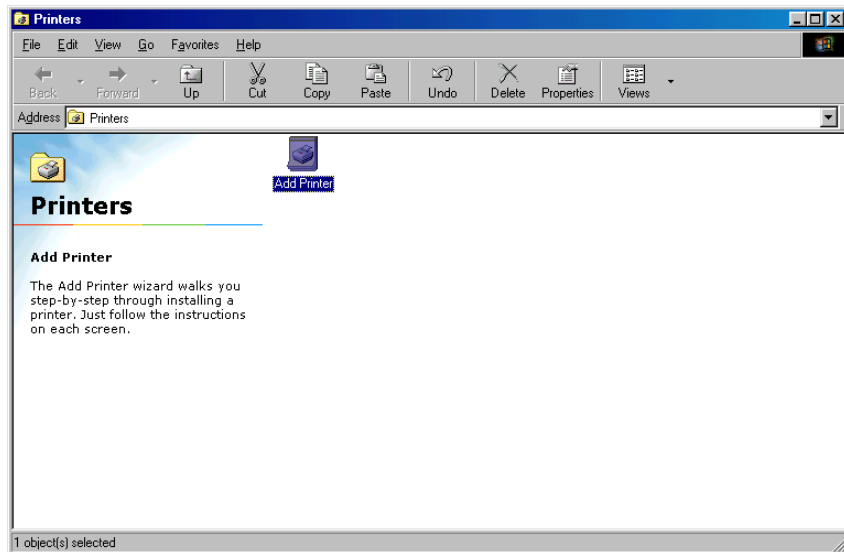 Printers
File Edit View Go Favorites Help
Back Forward Up Cut Copy Paste Undo Delete Properties Views
Address Printers
Add Printer
Printers
Add Printer
The Add Printer wizard walks you
step-by-step through installing a
printer. Just follow the instructions
on each screen.
1 object(s) selected